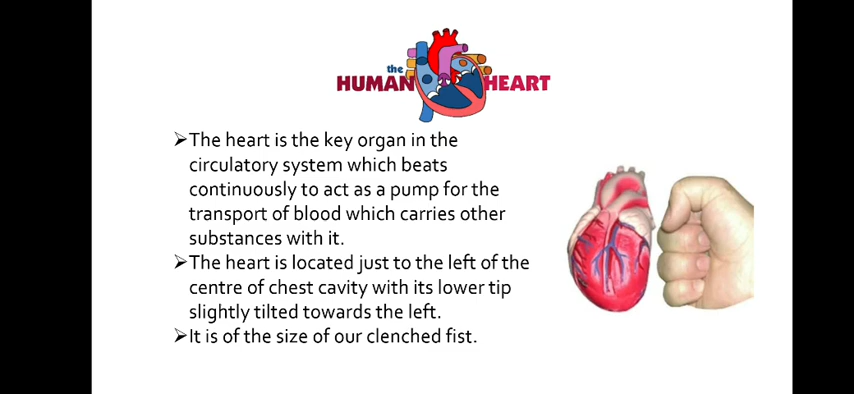 the
HUMAN HEART
➢The heart is the key organ in the
circulatory system which beats
continuously to act as a pump for the
transport of blood which carries other
substances with it.
➢The heart is located just to the left of the
centre of chest cavity with its lower tip
slightly tilted towards the left.
➢It is of the size of our clenched fist.